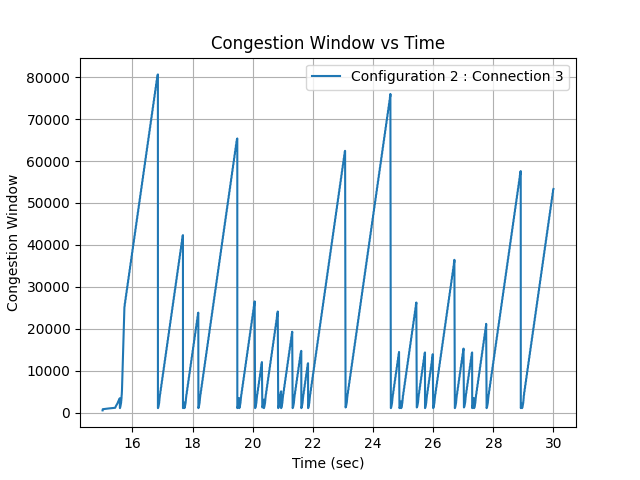 Congestion Window vs Time
Configuration 2 : Connection 3
80000
70000
60000
50000
40000
30000
20000
10000
0
Congestion Window
16 18 20 22 24 26 28 30
Time (sec)